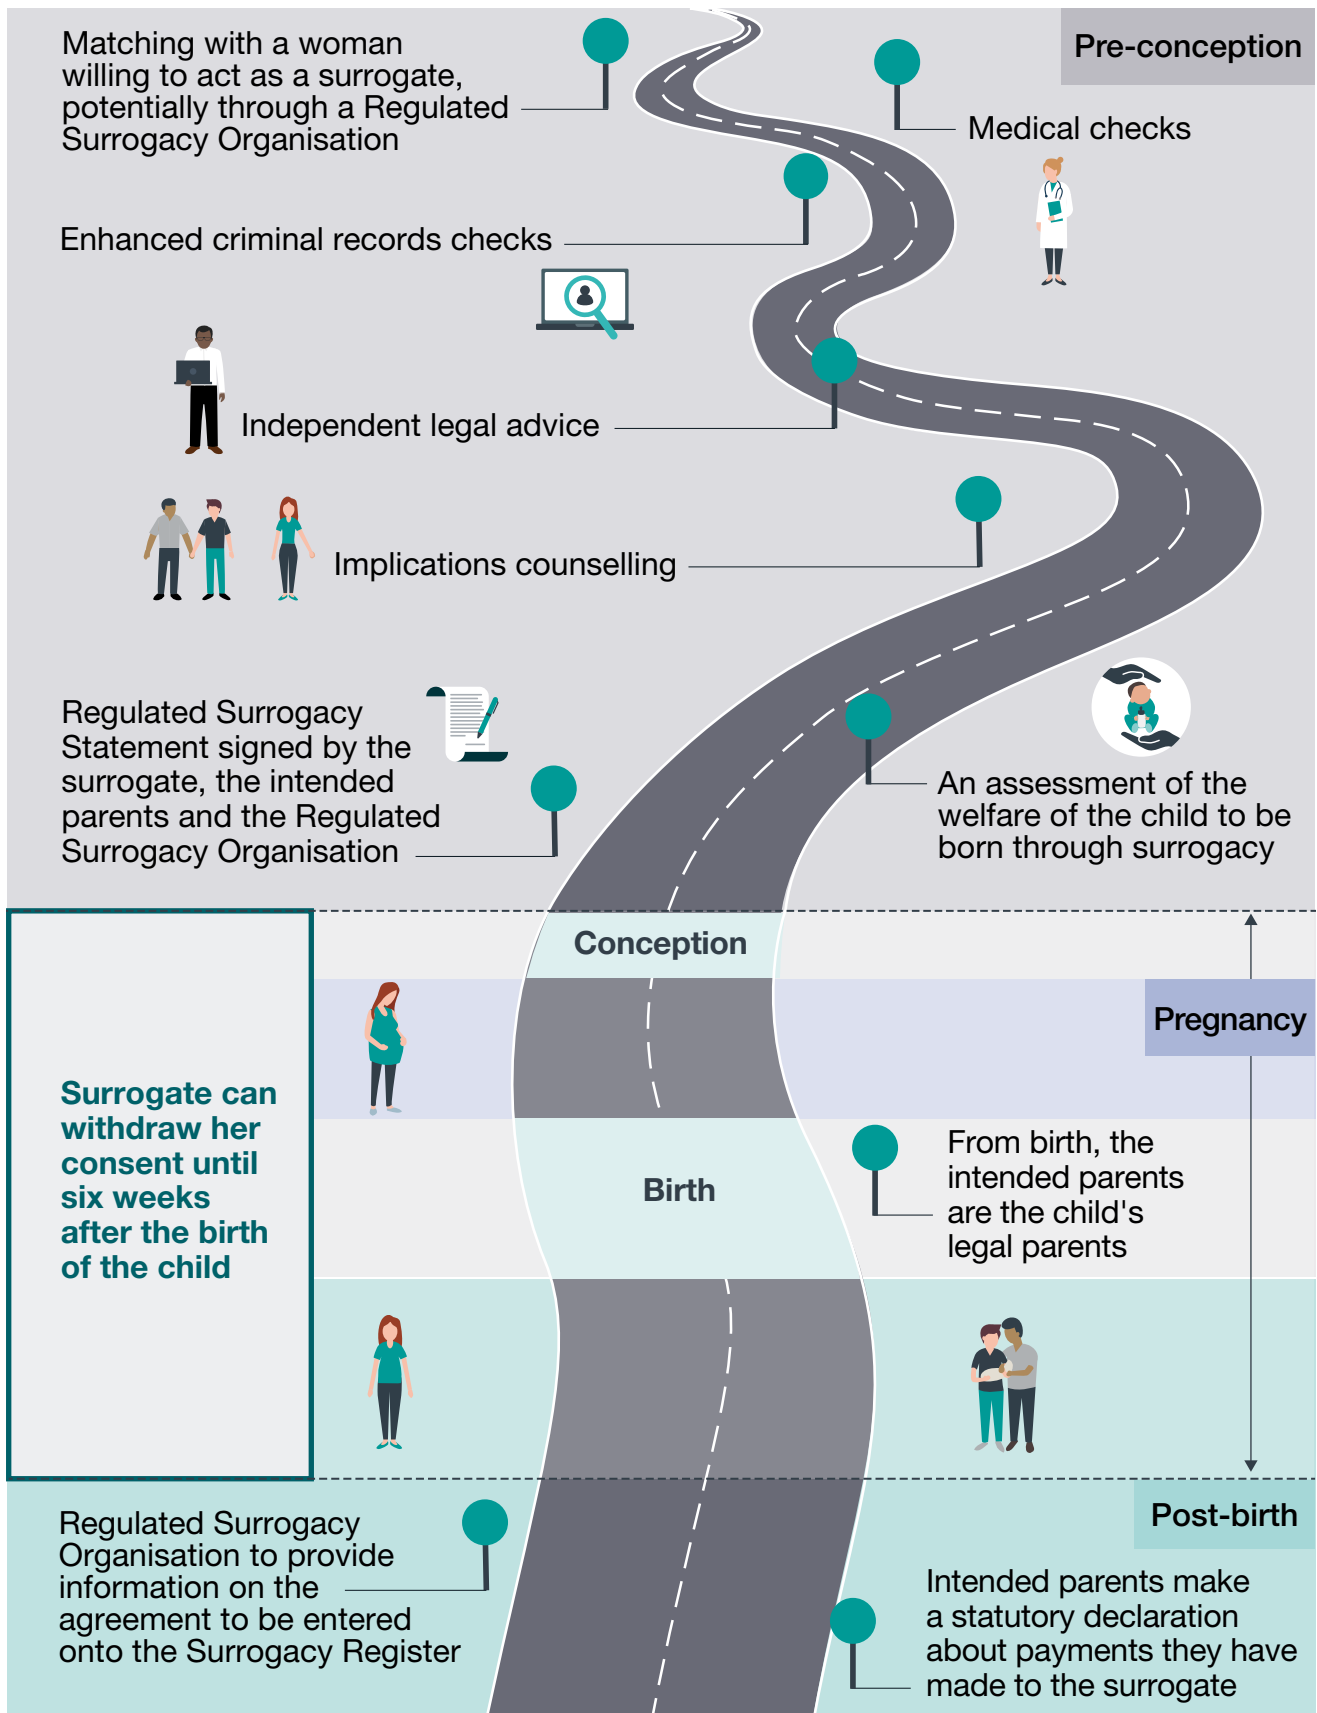 Pre-conception
Matching with a woman
willing to act as a surrogate,
potentially through a Regulated
Surrogacy Organisation
Medical checks
Enhanced criminal records checks
Independent legal advice
Implications counselling
Regulated Surrogacy
Statement signed by the
surrogate, the intended
parents and the Regulated
Surrogacy Organisation
An assessment of the
welfare of the child to be
born through surrogacy
Conception
Pregnancy
Surrogate can
withdraw her
consent until
six weeks
after the birth
of the child
Birth
From birth, the
intended parents
are the child's
legal parents
Post-birth
Regulated Surrogacy
Organisation to provide
information on the
agreement to be entered
onto the Surrogacy Register
Intended parents make
a statutory declaration
about payments they have
made to the surrogate